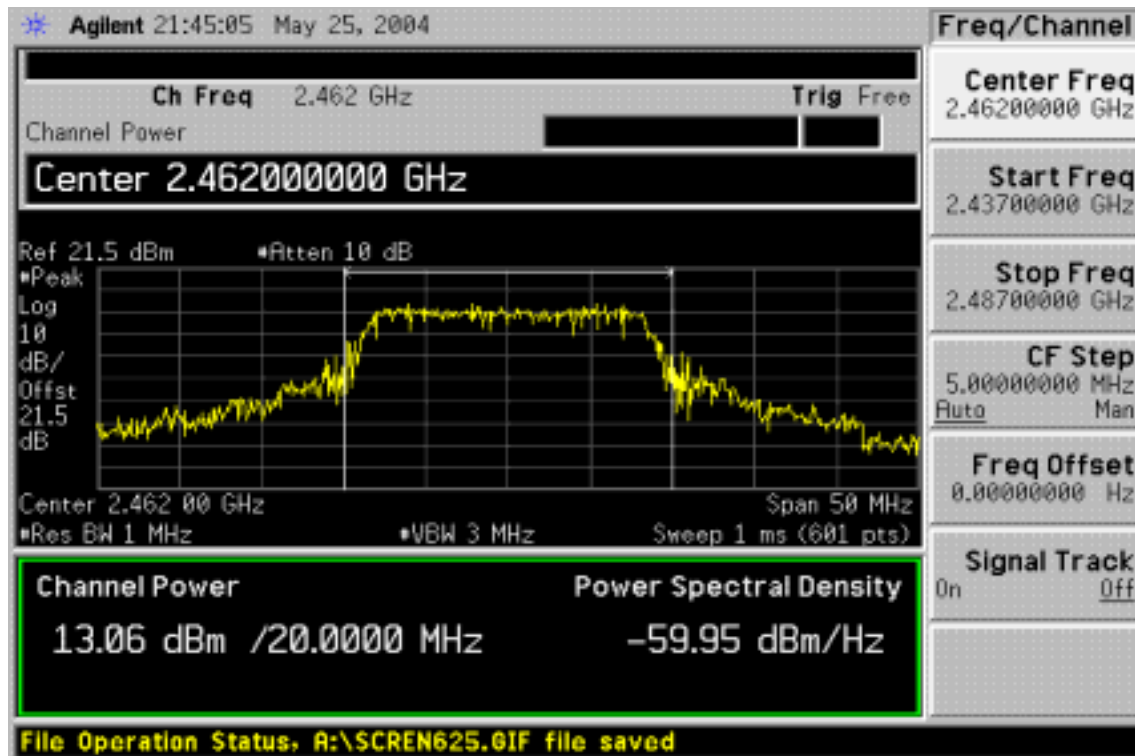 Agilent 21:45:05 May 25, 2004
Freq/Channel
Ch Freq 2.462 GHz Trig Free
Channel Power
Center 2.462000000 GHz
Ref 21.5 dBm #Atten 10 dB
#Peak
Log
10
dB/
Offst
21.5
dB
Center 2.462 00 GHz Span 50 MHz
#Res BW 1 MHz #VBW 3 MHz Sweep 1 ms (601 pts)
Channel Power Power Spectral Density
13.06 dBm /20.0000 MHz -59.95 dBm/Hz
File Operation Status, A:\SCREN625.GIF file saved
Center Freq
2.46200000 GHz
Start Freq
2.43700000 GHz
Stop Freq
2.48700000 GHz
CF Step
5.00000000 MHz
Auto Man
Freq Offset
0.00000000 Hz
Signal Track
On Off